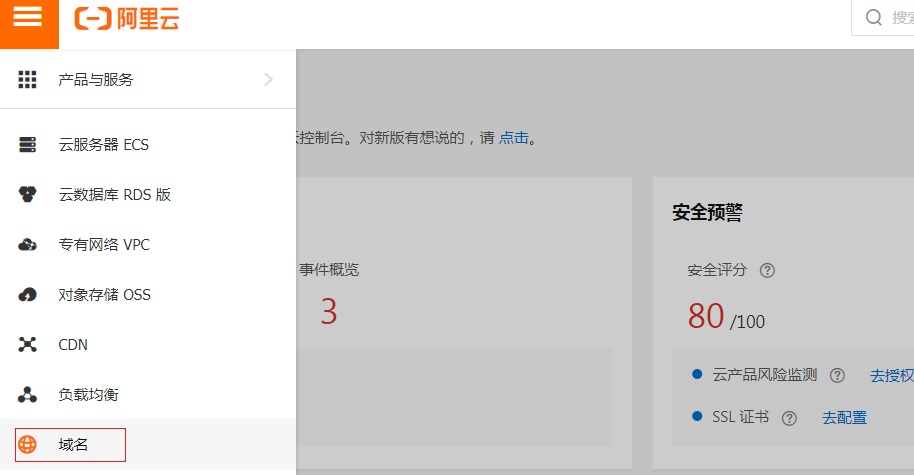 阿里云
搜索
产品与服务
云服务器 ECS
云数据库 RDS 版
专有网络 VPC
对象存储 OSS
CDN
负载均衡
域名
控制台。对新版有想说的，请 点击。
事件概览
3
安全预警
安全评分
80 /100
云产品风险监测 去授权
SSL 证书 去配置